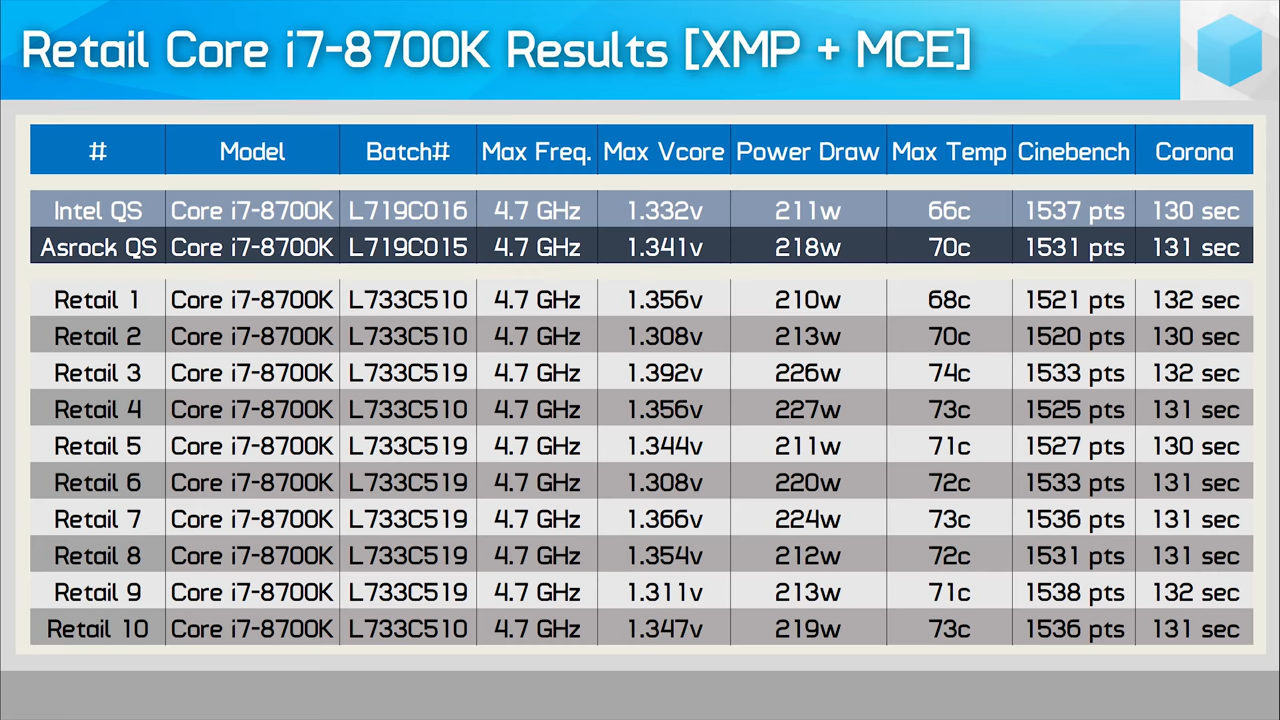 Retail Core i7-8700K Results [XMP + MCE]
# Model Batch# Max Freq. Max Vcore Power Draw Max Temp Cinebench Corona
Intel QS Core i7-8700K L719C016 4.7 GHz 1.332v 211w 66c 1537 pts 130 sec
Asrock QS Core i7-8700K L719C015 4.7 GHz 1.341v 218w 70c 1531 pts 131 sec
Retail 1 Core i7-8700K L733C510 4.7 GHz 1.356v 210w 68c 1521 pts 132 sec
Retail 2 Core i7-8700K L733C510 4.7 GHz 1.308v 213w 70c 1520 pts 130 sec
Retail 3 Core i7-8700K L733C519 4.7 GHz 1.392v 226w 74c 1533 pts 132 sec
Retail 4 Core i7-8700K L733C510 4.7 GHz 1.356v 227w 73c 1525 pts 131 sec
Retail 5 Core i7-8700K L733C519 4.7 GHz 1.344v 211w 71c 1527 pts 130 sec
Retail 6 Core i7-8700K L733C519 4.7 GHz 1.308v 220w 72c 1533 pts 131 sec
Retail 7 Core i7-8700K L733C519 4.7 GHz 1.366v 224w 73c 1536 pts 131 sec
Retail 8 Core i7-8700K L733C519 4.7 GHz 1.354v 212w 72c 1531 pts 131 sec
Retail 9 Core i7-8700K L733C519 4.7 GHz 1.311v 213w 71c 1538 pts 132 sec
Retail 10 Core i7-8700K L733C510 4.7 GHz 1.347v 219w 73c 1536 pts 131 sec